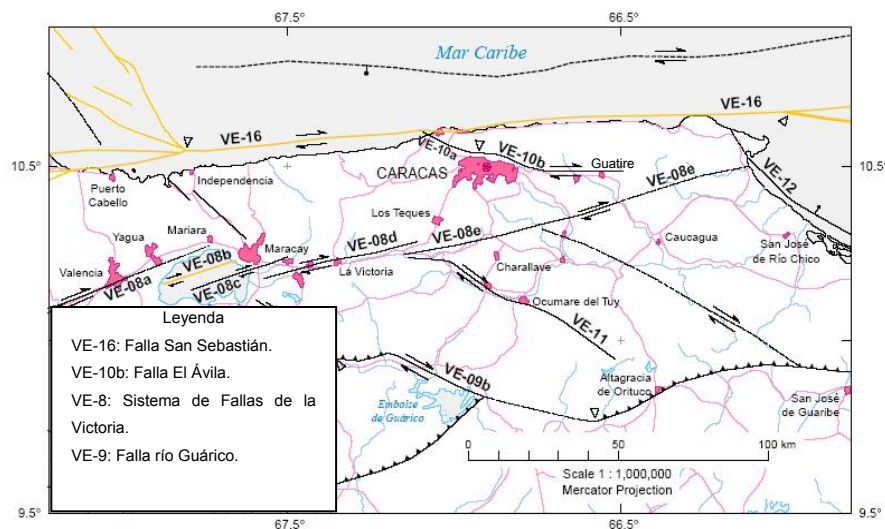 67.5°
66.5°
Mar Caribe
VE-16
VE-16
10.5°
10.5°
VE-10a
VE-10b
Guatire
CARACAS
VE-08e
VE-12
Puerto
Cabello
Independencia
Los Teques
Mariara
Yagua
Maracay
VE-08d
VE-08e
Caucagua
San José
de Río Chico
VE-08b
Valencia
VE-08a
VE-08c
La Victoria
Charallave
Ocumare del Tuy
VE-11
Leyenda
VE-16: Falla San Sebastián.
VE-10b: Falla El Ávila.
VE-8: Sistema de Fallas de la
Victoria.
VE-9: Falla río Guárico.
VE-09b
Embalse
de Guárico
Altagracia
de Orituco
San José
de Guaribe
0
50
100 km
Scale 1 : 1,000,000
Mercator Projection
9.5°
9.5°
67.5°
66.5°